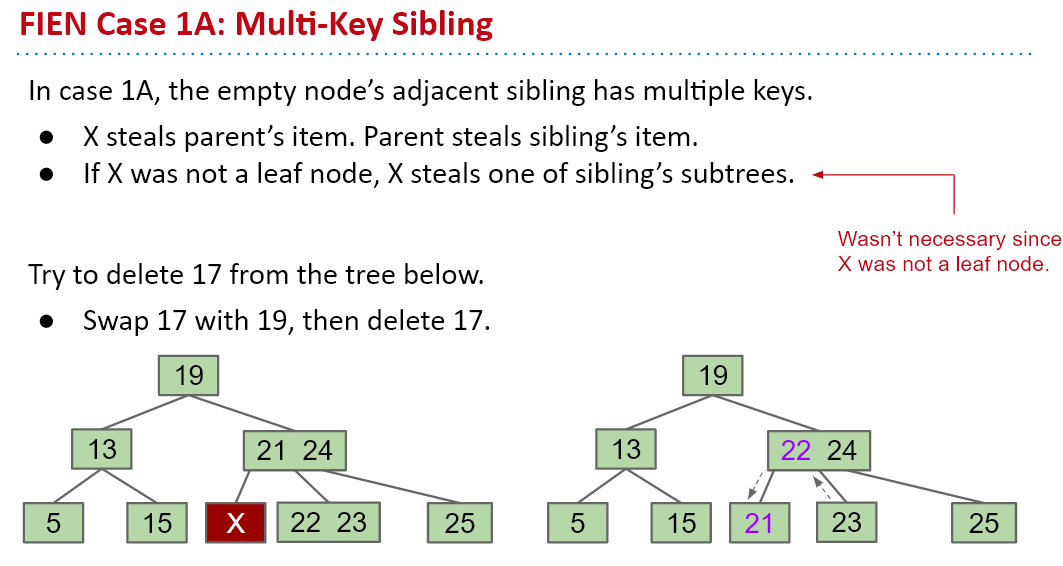 FIEN Case 1A: Multi-Key Sibling
In case 1A, the empty node’s adjacent sibling has multiple keys.
● X steals parent’s item. Parent steals sibling’s item.
● If X was not a leaf node, X steals one of sibling’s subtrees.
Wasn’t necessary since
X was not a leaf node.
Try to delete 17 from the tree below.
● Swap 17 with 19, then delete 17.
19
13
21 24
5
15
X
22 23
25
19
13
22 24
5
15
21
23
25